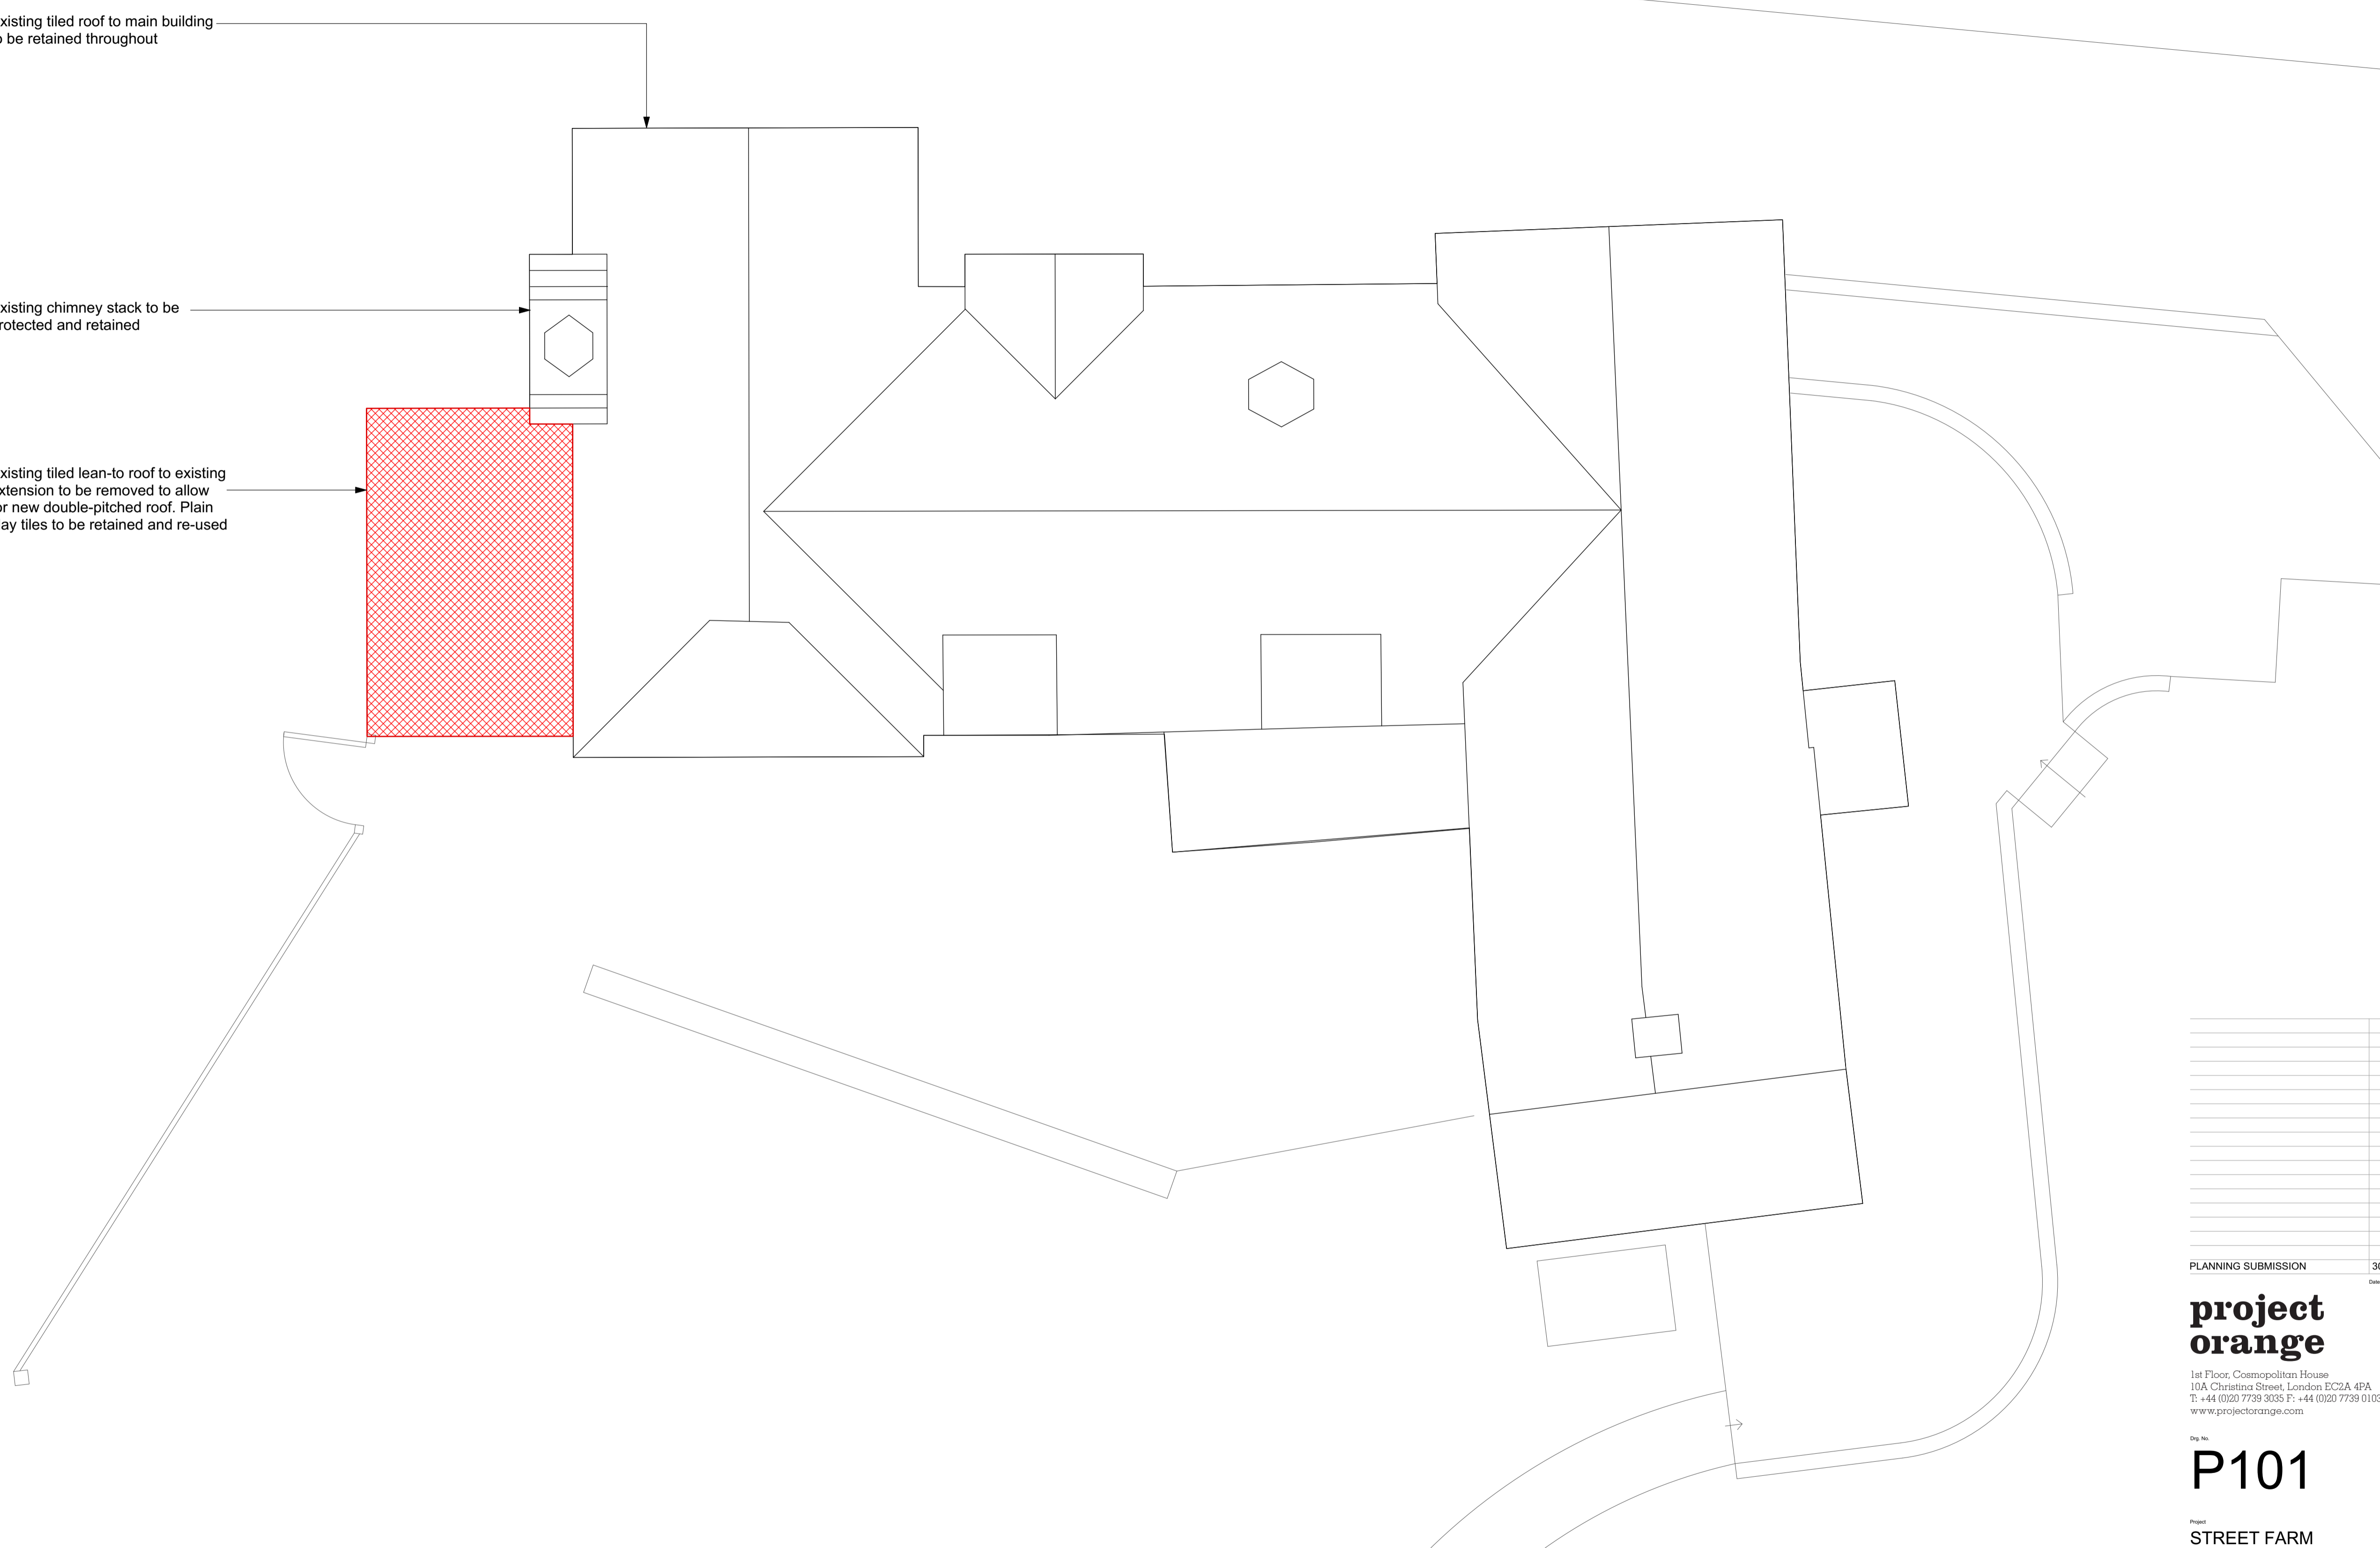 xisting tiled roof to main building
o be retained throughout
xisting chimney stack to be
rotected and retained
xisting tiled lean-to roof to existing
xtension to be removed to allow
or new double-pitched roof. Plain
ay tiles to be retained and re-used
PLANNING SUBMISSION 30
Date
project
orange
1st Floor, Cosmopolitan House
10A Christina Street, London EC2A 4PA
T: +44 (0)20 7739 3035 F: +44 (0)20 7739 0103
www.projectorange.com
Drg. No.
P101
Project
STREET FARM